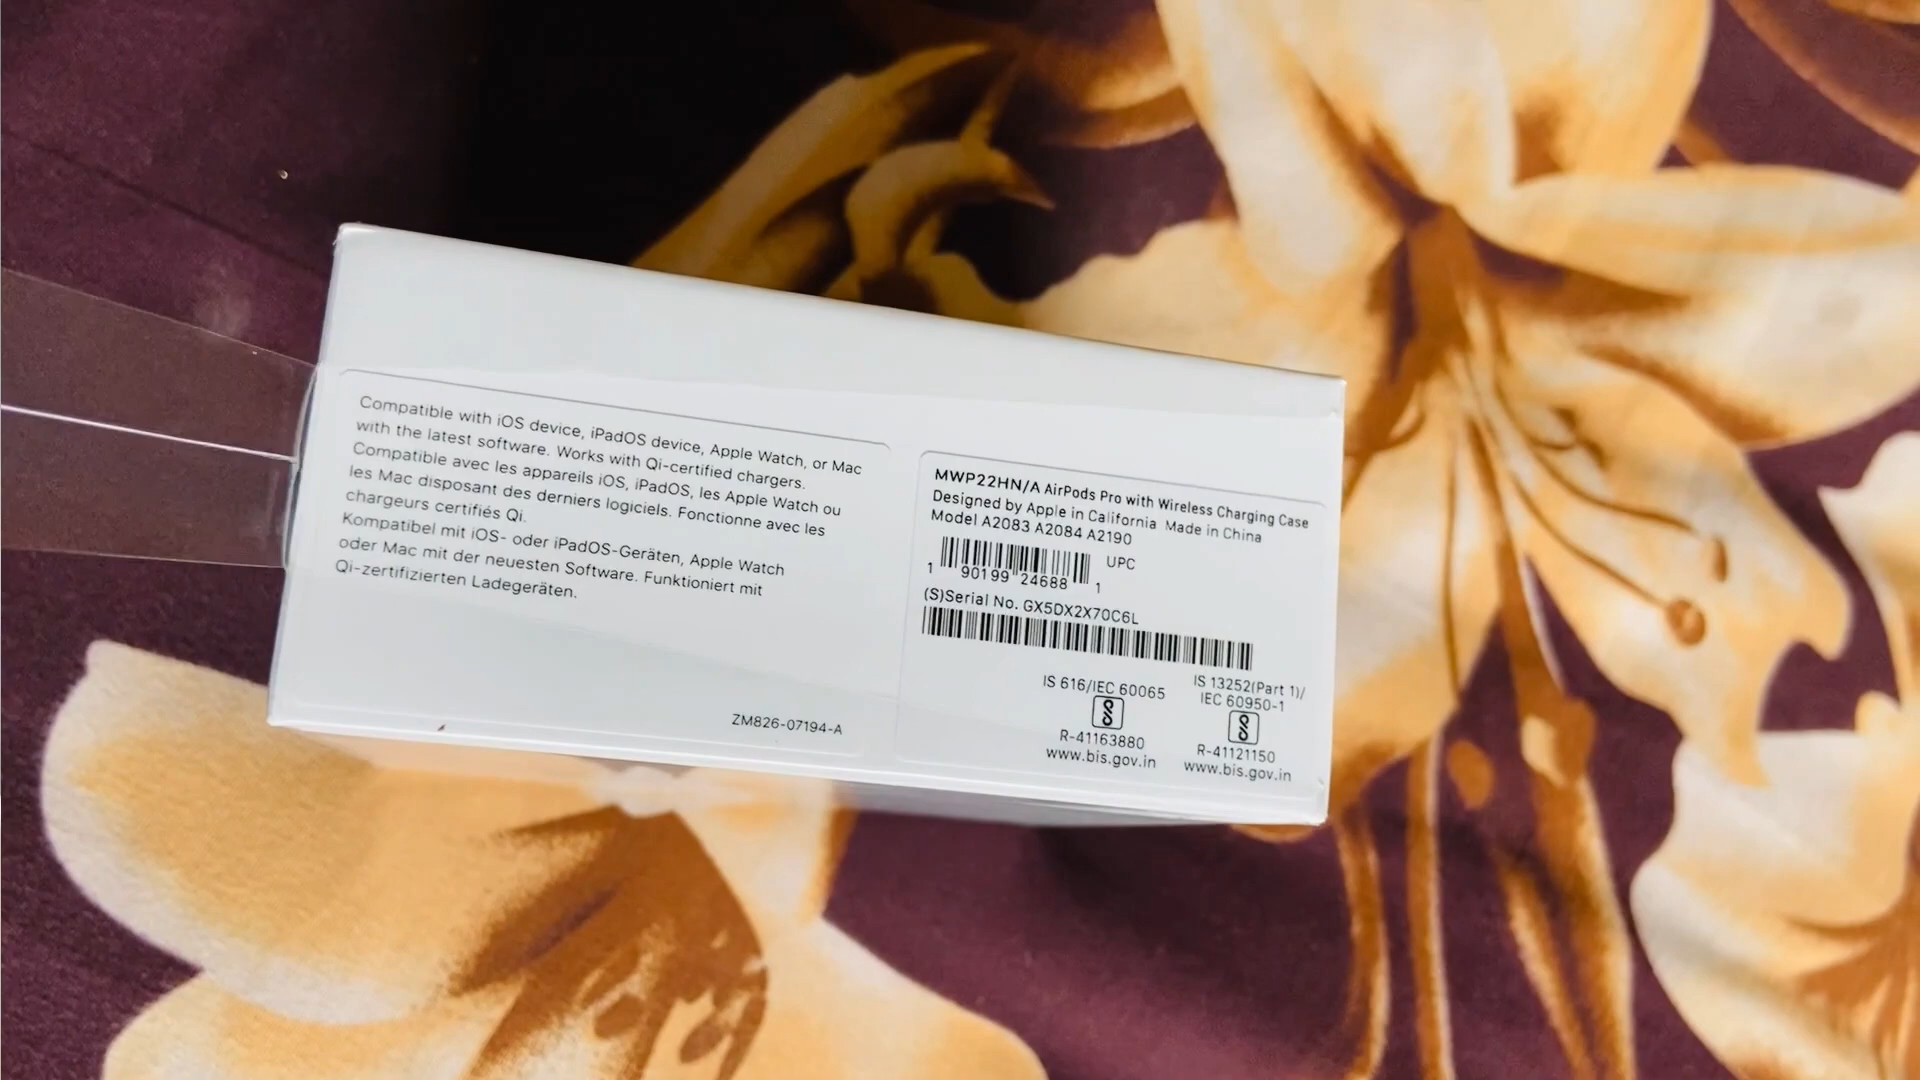 Compatible with iOS device, iPadOS device, Apple Watch, or Mac
with the latest software. Works with Qi-certified chargers.
Compatible avec les appareils iOS, iPadOS, les Apple Watch ou
les Mac disposant des derniers logiciels. Fonctionne avec les
chargeurs certifiés Qi.
Kompatibel mit iOS- oder iPadOS-Geräten, Apple Watch
oder Mac mit der neuesten Software. Funktioniert mit
Qi-zertifizierten Ladegeräten.
ZM826-07194-A
MWP22HN/A AirPods Pro with Wireless Charging Case
Designed by Apple in California Made in China
Model A2083 A2084 A2190
UPC
1 90199 24688 1
(S)Serial No. GX5DX2X70C6L
IS 616/IEC 60065
R-41163880
www.bis.gov.in
IS 13252(Part 1)/
IEC 60950-1
R-41121150
www.bis.gov.in